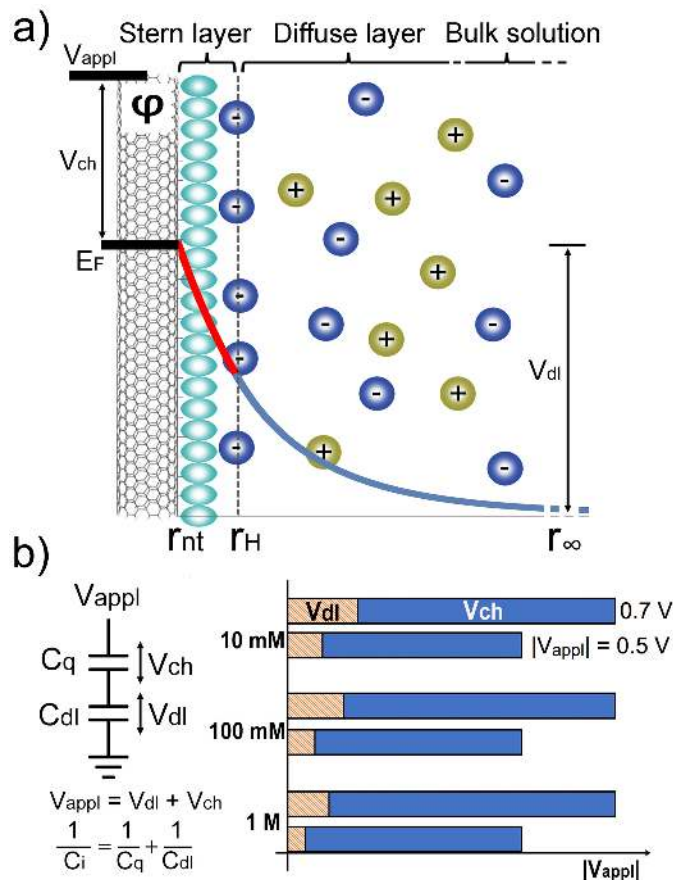 a)
Stern layer Diffuse layer Bulk solution
Vappl
φ
Vch
EF
Vdl
rnt rH r∞
b)
Vappl
Cq Vch
Cdl Vdl
Vappl = Vdl + Vch
1/Ci = 1/Cq + 1/Cdl
Vdl Vch 0.7 V
10 mM |Vappl| = 0.5 V
100 mM
1 M
|Vappl|